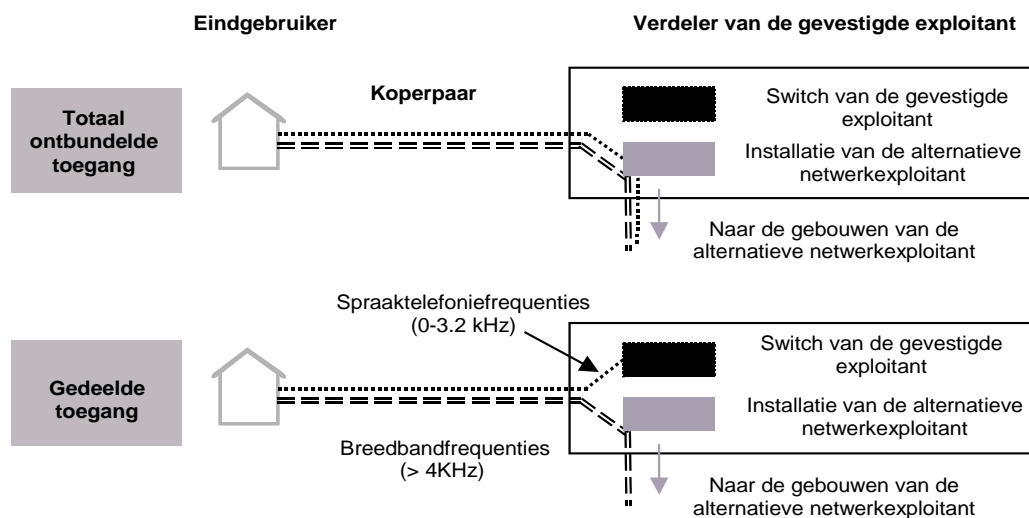 Eindgebruiker
Verdeler van de gevestigde exploitant
Totaal
ontbundelde
toegang
Koperpaar
Switch van de gevestigde
exploitant
Installatie van de alternatieve
netwerkexploitant
Naar de gebouwen van de
alternatieve netwerkexploitant
Spraaktelefoniefrequenties
(0-3.2 kHz)
Gedeelde
toegang
Switch van de gevestigde
exploitant
Installatie van de alternatieve
netwerkexploitant
Breedbandfrequenties
(> 4KHz)
Naar de gebouwen van de
alternatieve netwerkexploitant